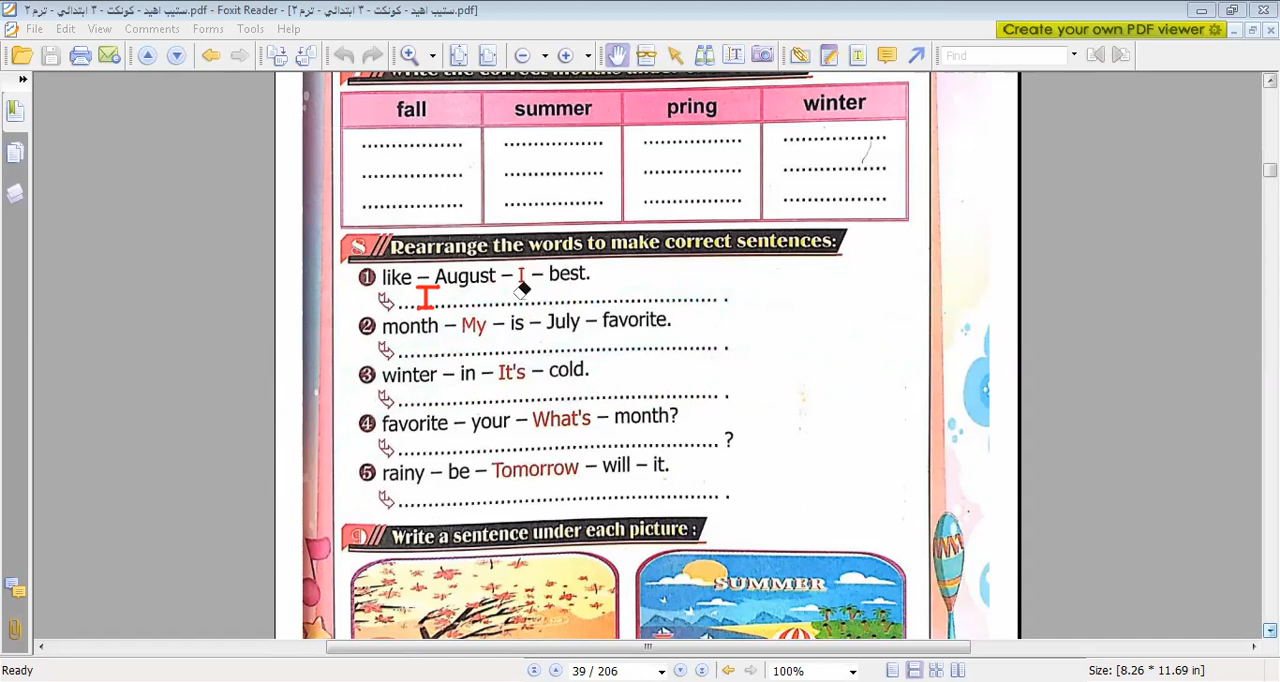 ستيب اهيد - كونكت - ٣ ابتدائي - ترم ٢.pdf - Foxit Reader - [ستيب اهيد - كونكت - ٣ ابتدائي - ترم ٢.pdf]
File Edit View Comments Forms Tools Help
Create your own PDF viewer
Find
fall summer pring winter
8 Rearrange the words to make correct sentences:
1 like – August – I – best.
I .
2 month – My – is – July – favorite.
.
3 winter – in – It's – cold.
.
4 favorite – your – What's – month?
?
5 rainy – be – Tomorrow – will – it.
.
9 Write a sentence under each picture :
SUMMER
Ready 39 / 206 100% Size: [8.26 * 11.69 in]